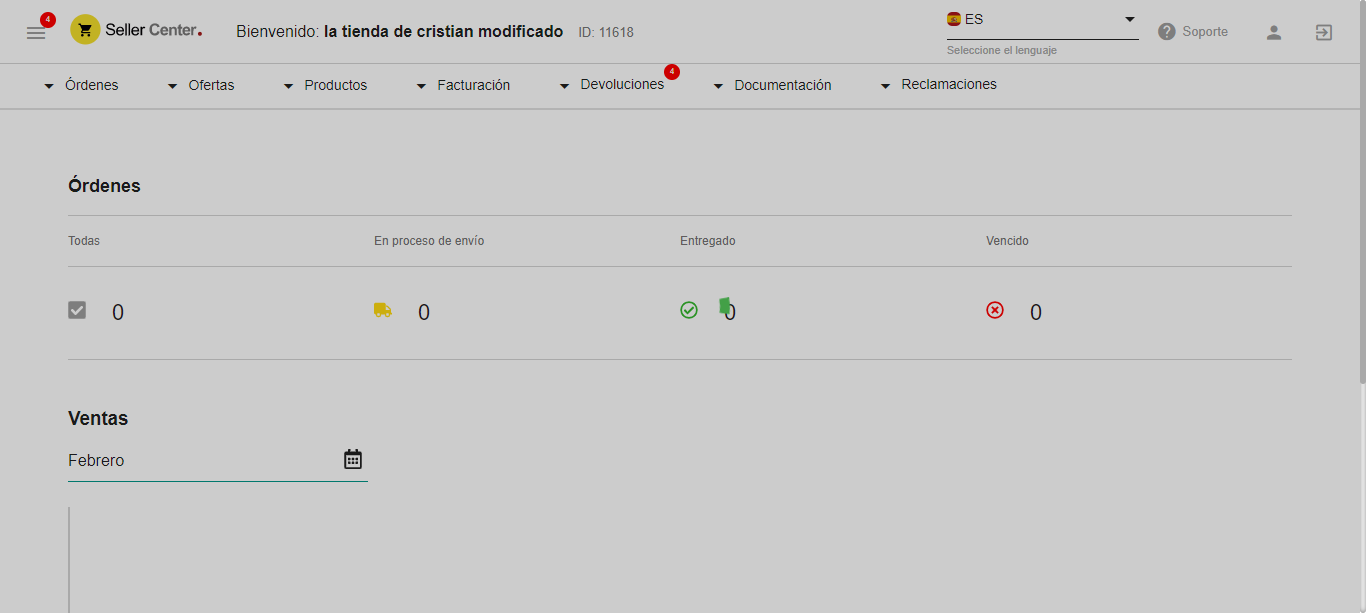 4
Seller Center.
Bienvenido: la tienda de cristian modificado ID: 11618
ES
Seleccione el lenguaje
Soporte
Órdenes Ofertas Productos Facturación Devoluciones 4 Documentación Reclamaciones
Órdenes
Todas En proceso de envío Entregado Vencido
0 0 0 0
Ventas
Febrero